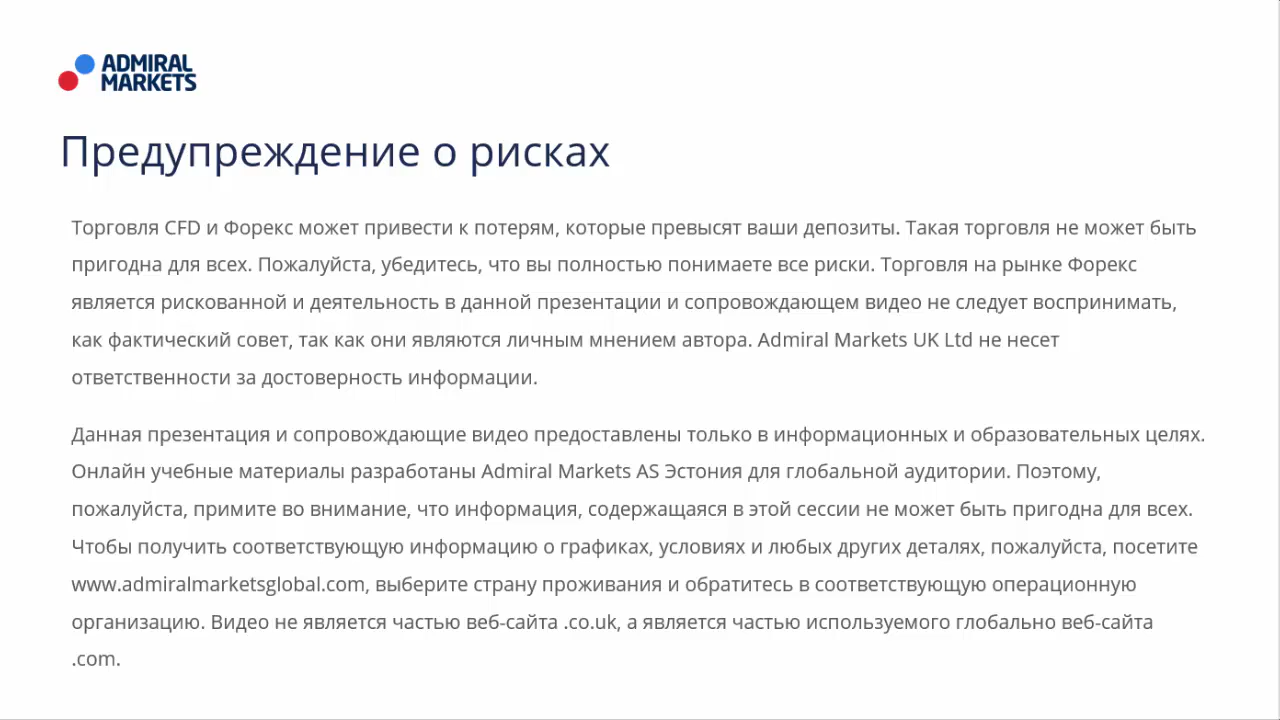 ADMIRAL
MARKETS
Предупреждение о рисках
Торговля CFD и Форекс может привести к потерям, которые превысят ваши депозиты. Такая торговля не может быть
пригодна для всех. Пожалуйста, убедитесь, что вы полностью понимаете все риски. Торговля на рынке Форекс
является рискованной и деятельность в данной презентации и сопровождающем видео не следует воспринимать,
как фактический совет, так как они являются личным мнением автора. Admiral Markets UK Ltd не несет
ответственности за достоверность информации.
Данная презентация и сопровождающие видео предоставлены только в информационных и образовательных целях.
Онлайн учебные материалы разработаны Admiral Markets AS Эстония для глобальной аудитории. Поэтому,
пожалуйста, примите во внимание, что информация, содержащаяся в этой сессии не может быть пригодна для всех.
Чтобы получить соответствующую информацию о графиках, условиях и любых других деталях, пожалуйста, посетите
www.admiralmarketsglobal.com, выберите страну проживания и обратитесь в соответствующую операционную
организацию. Видео не является частью веб-сайта .co.uk, а является частью используемого глобально веб-сайта
.com.